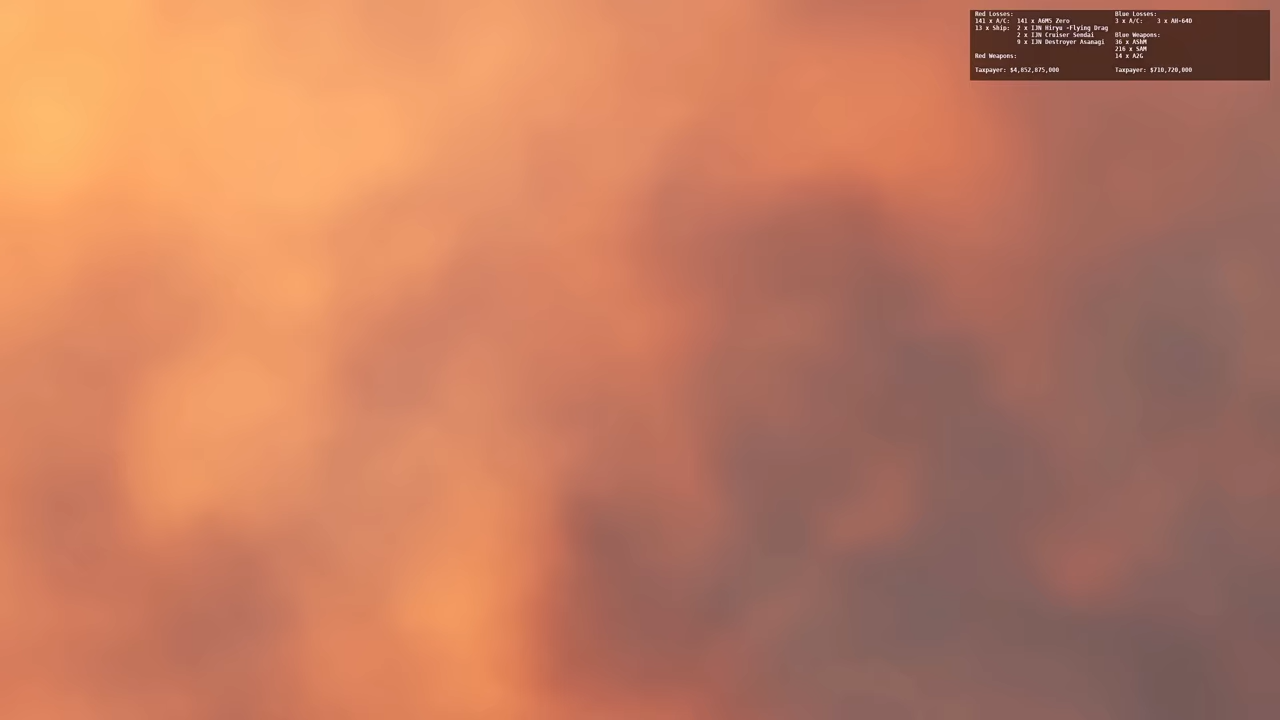 Red Losses:
141 x A/C: 141 x A6M5 Zero
13 x Ship: 2 x IJN Hiryu -Flying Drag
2 x IJN Cruiser Sendai
9 x IJN Destroyer Asanagi
Red Weapons:
Taxpayer: $4,852,875,000
Blue Losses:
3 x A/C: 3 x AH-64D
Blue Weapons:
36 x AShM
216 x SAM
14 x A2G
Taxpayer: $710,720,000